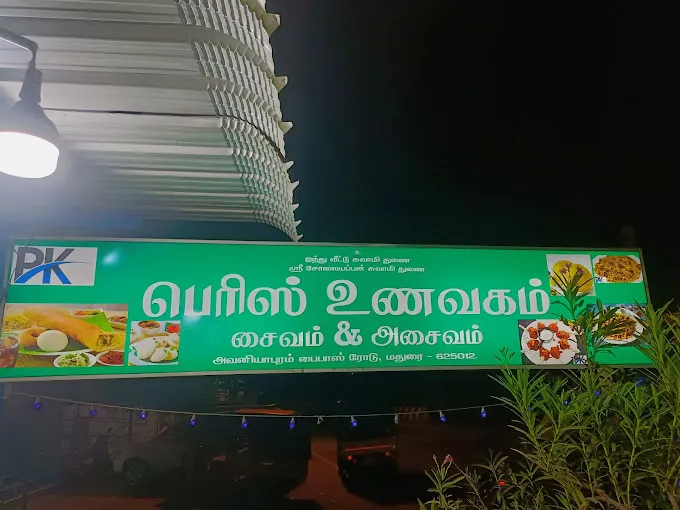 PK
உ
ஐந்து வீட்டு சுவாமி துணை
ஸ்ரீ சோலையப்பன் சுவாமி துணை
பெரிஸ் உணவகம்
சைவம் & அசைவம்
அவனியாபுரம் பைபாஸ் ரோடு, மதுரை - 625012.